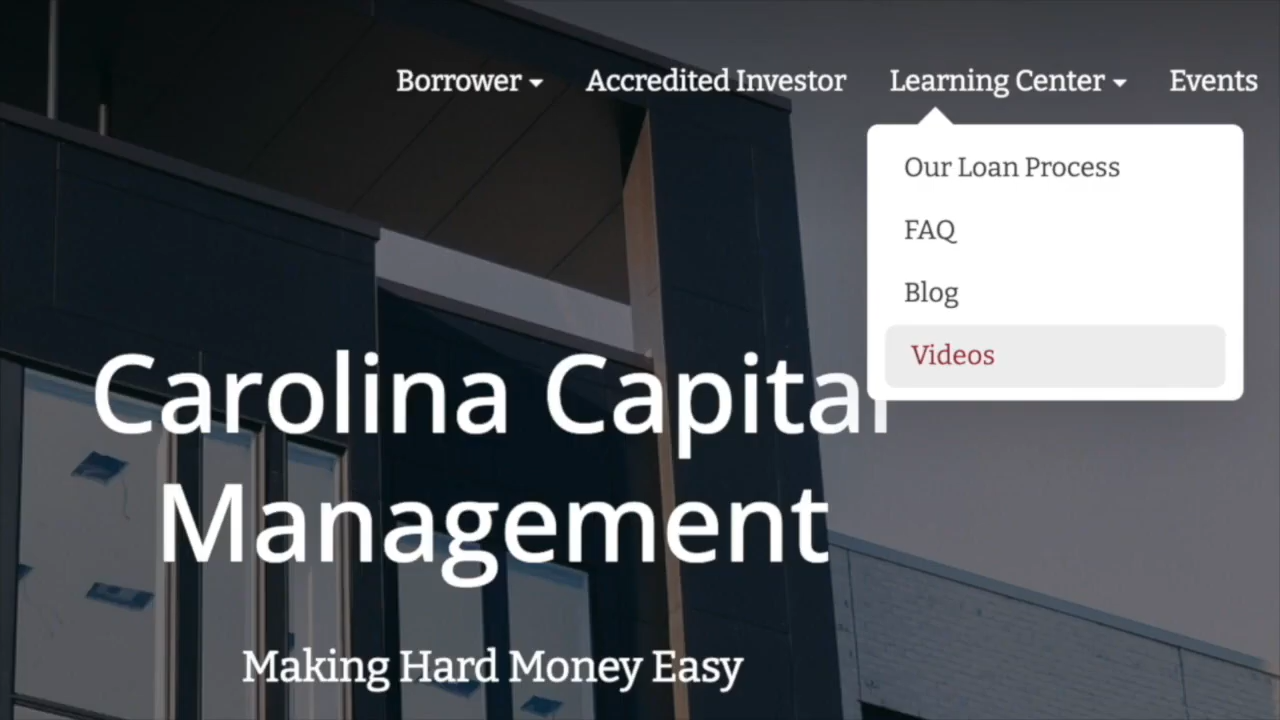 Borrower Accredited Investor Learning Center Events
Our Loan Process
FAQ
Blog
Videos
Carolina Capital
Management
Making Hard Money Easy